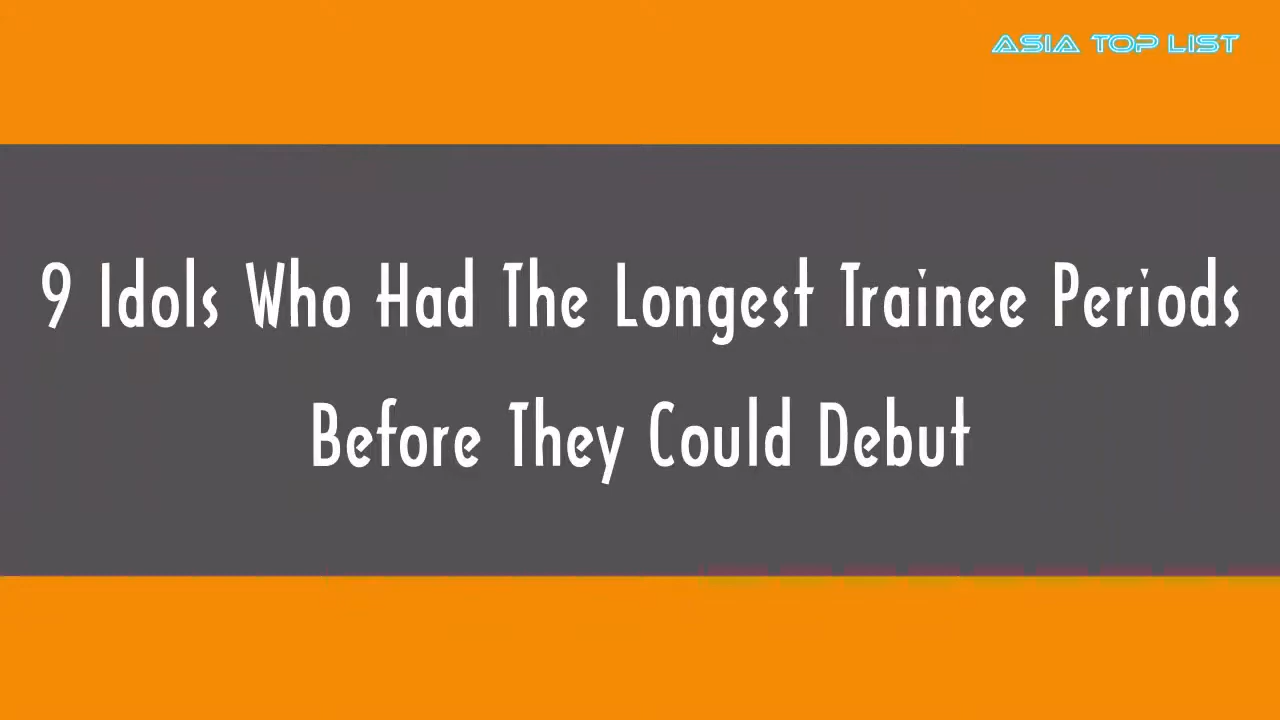 ASIA TOP LIST
9 Idols Who Had The Longest Trainee Periods
Before They Could Debut